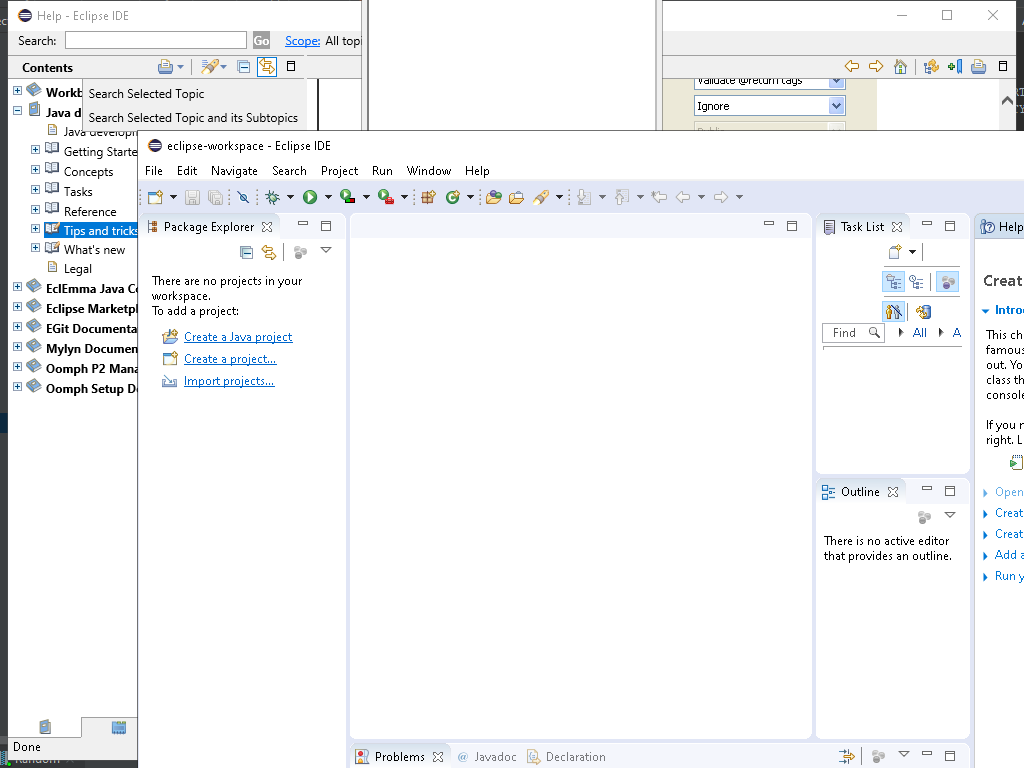 Help - Eclipse IDE
Search:
Go
Scope: All topi
Contents
Search Selected Topic
Search Selected Topic and its Subtopics
Workb
Java d
Java developm
Getting Starte
Concepts
Tasks
Reference
Tips and tricks
What's new
Legal
EclEmma Java Co
Eclipse Marketpl
EGit Documenta
Mylyn Documen
Oomph P2 Mana
Oomph Setup Do
Done
Validate @return tags
Ignore
eclipse-workspace - Eclipse IDE
File Edit Navigate Search Project Run Window Help
Package Explorer
There are no projects in your
workspace.
To add a project:
Create a Java project
Create a project...
Import projects...
Task List
Find
All
A
Outline
There is no active editor
that provides an outline.
Help
Creat
Introd
This ch
famous
out. Yo
class th
console
If you n
right. L
Open
Creat
Creat
Add a
Run y
Problems
Javadoc
Declaration